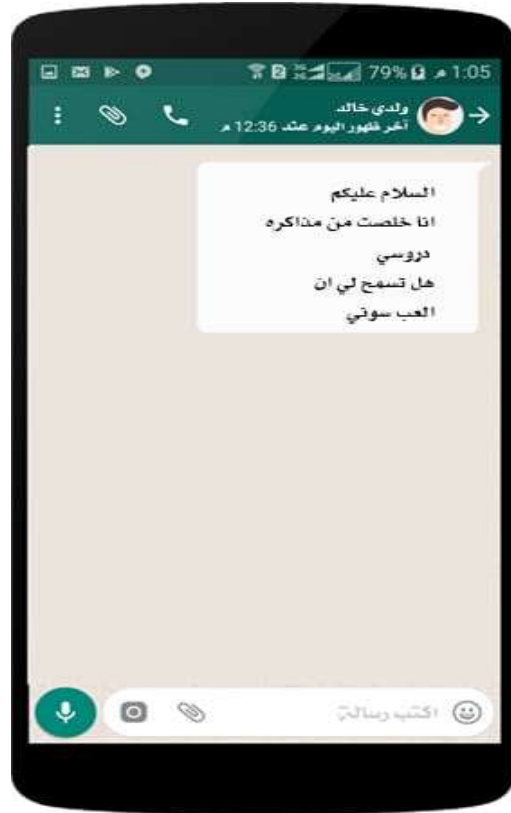 79% 1:05 م
ولدي خالد
آخر ظهور اليوم عند 12:36 م
السلام عليكم
انا خلصت من مذاكره
دروسي
هل تسمح لي ان
العب سوني
اكتب رسالة